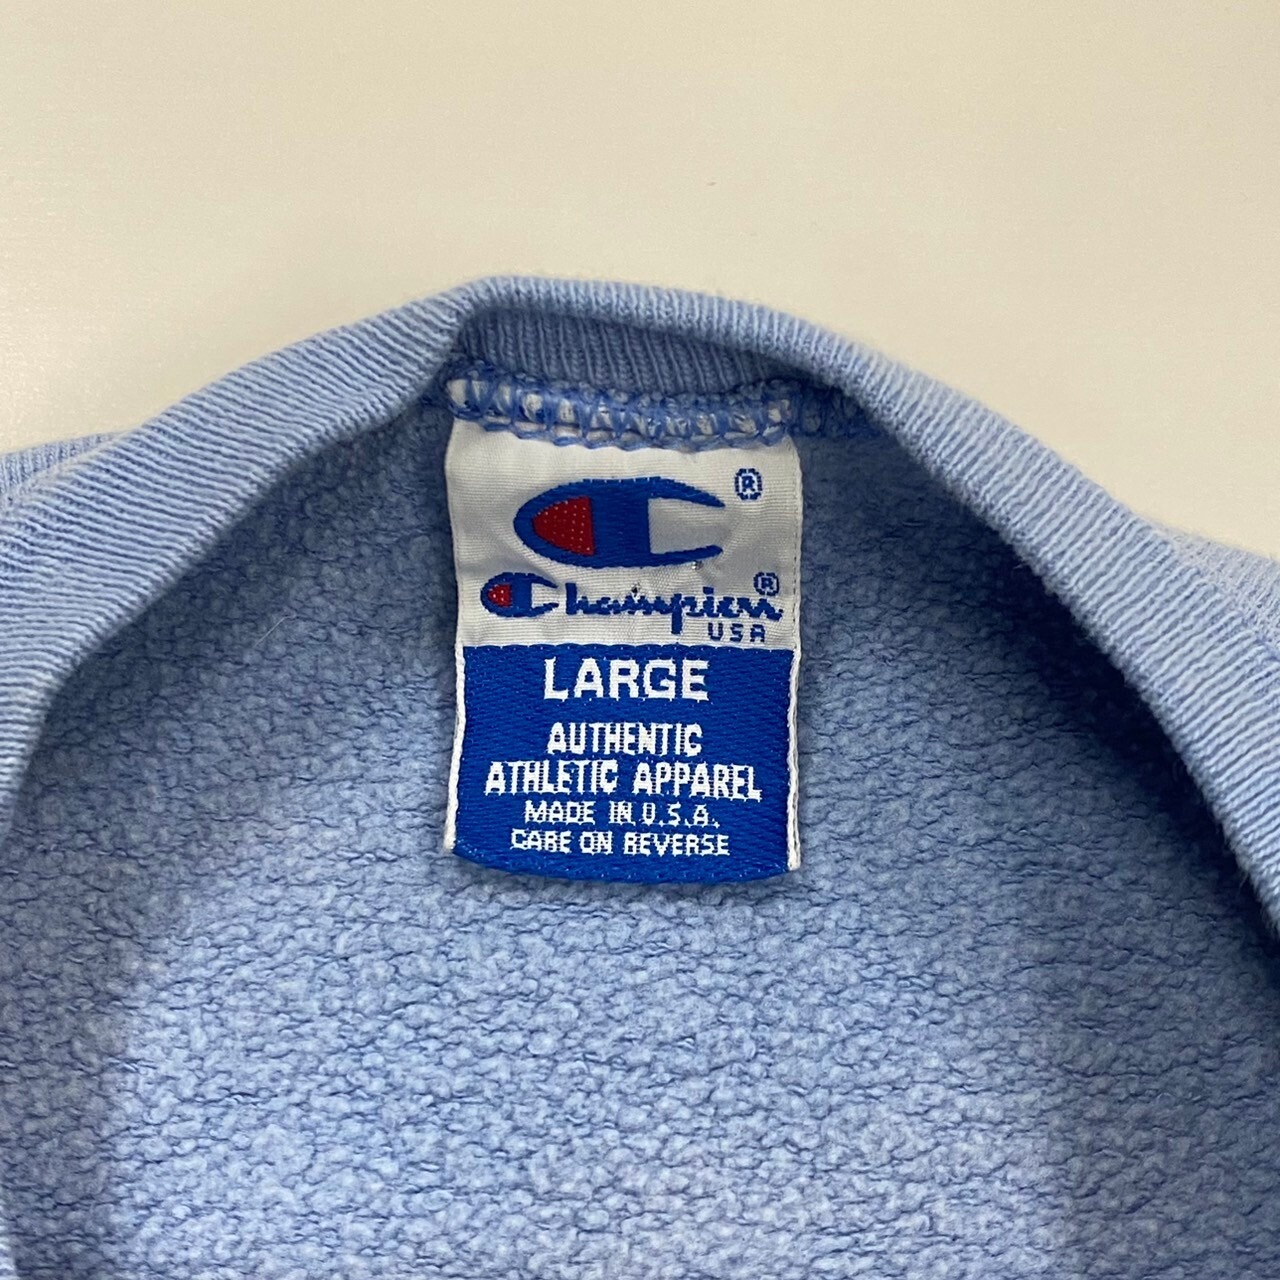 ®
Champion®
USA
LARGE
AUTHENTIC
ATHLETIC APPAREL
MADE IN U.S.A.
CARE ON REVERSE